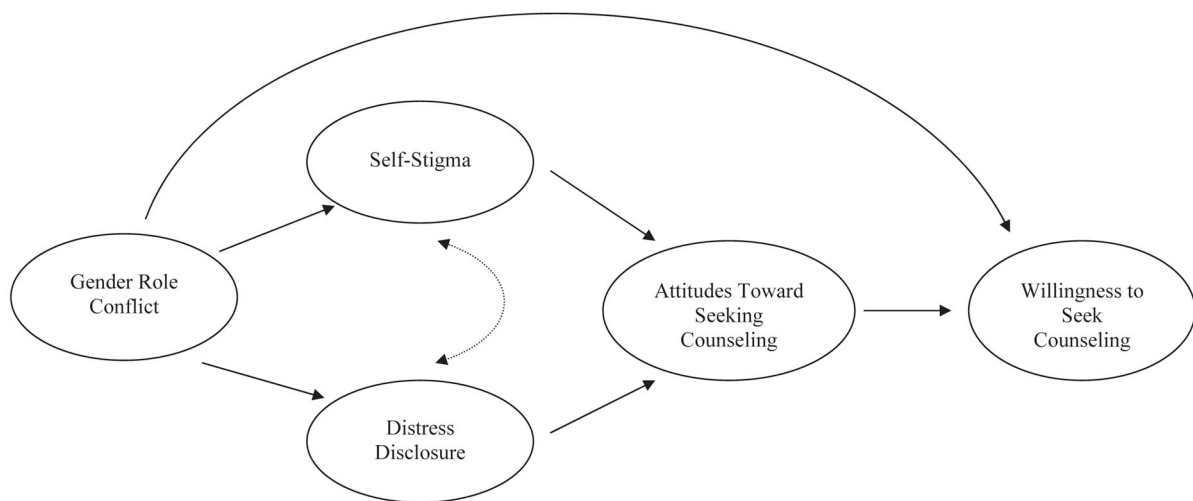 Self-Stigma
Gender Role
Conflict
Attitudes Toward
Seeking
Counseling
Willingness to
Seek
Counseling
Distress
Disclosure